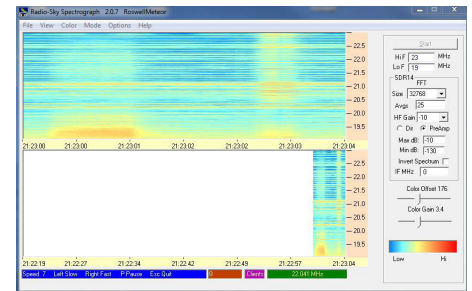 Radio-Sky Spectrograph 2.0.7 RoswellMeteor
File View Color Mode Options Help
22.5
22.0
21.5
21.0
20.5
20.0
19.5
21:23:00 21:23:00 21:23:01 21:23:02 21:23:02 21:23:03 21:23:04
22.5
22.0
21.5
21.0
20.5
20.0
19.5
21:22:19 21:22:27 21:22:34 21:22:42 21:22:49 21:22:57 21:23:04
Speed 7 Left Slow Right Fast P Pause Esc Quit 0 Clients 22.041 MHz
Start
Hi F 23 MHz
Lo F 19 MHz
SDR14
FFT
Size 32768
Avgs 25
HF Gain -10
Dir PreAmp
Max dB: -10
Min dB: -130
Invert Spectrum
IF MHz 0
Color Offset 176
Color Gain 3.4
Low Hi